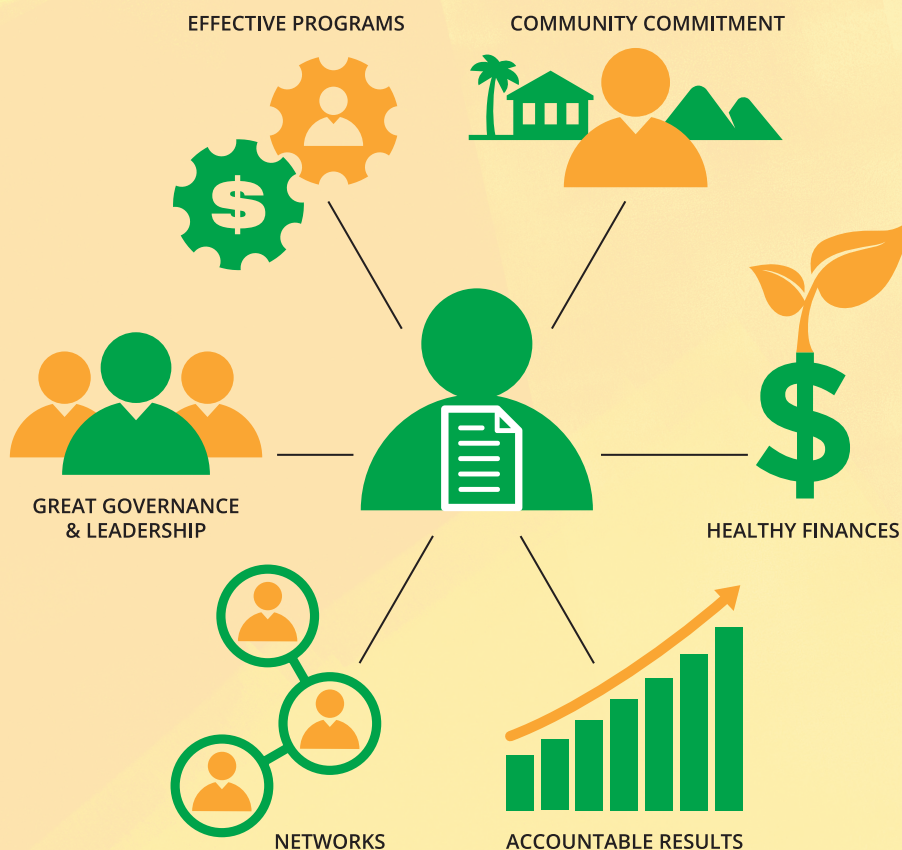 EFFECTIVE PROGRAMS
COMMUNITY COMMITMENT
$
$
GREAT GOVERNANCE
& LEADERSHIP
HEALTHY FINANCES
NETWORKS
ACCOUNTABLE RESULTS